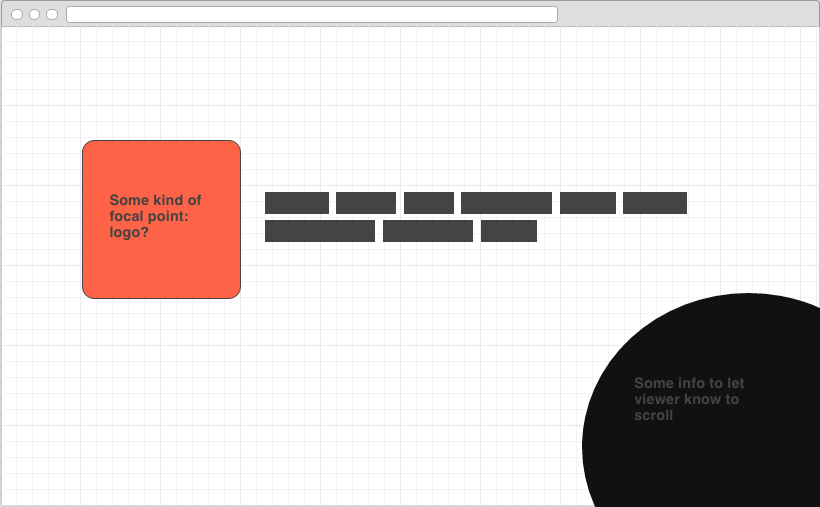 Some kind of
focal point:
logo?
Some info to let
viewer know to
scroll